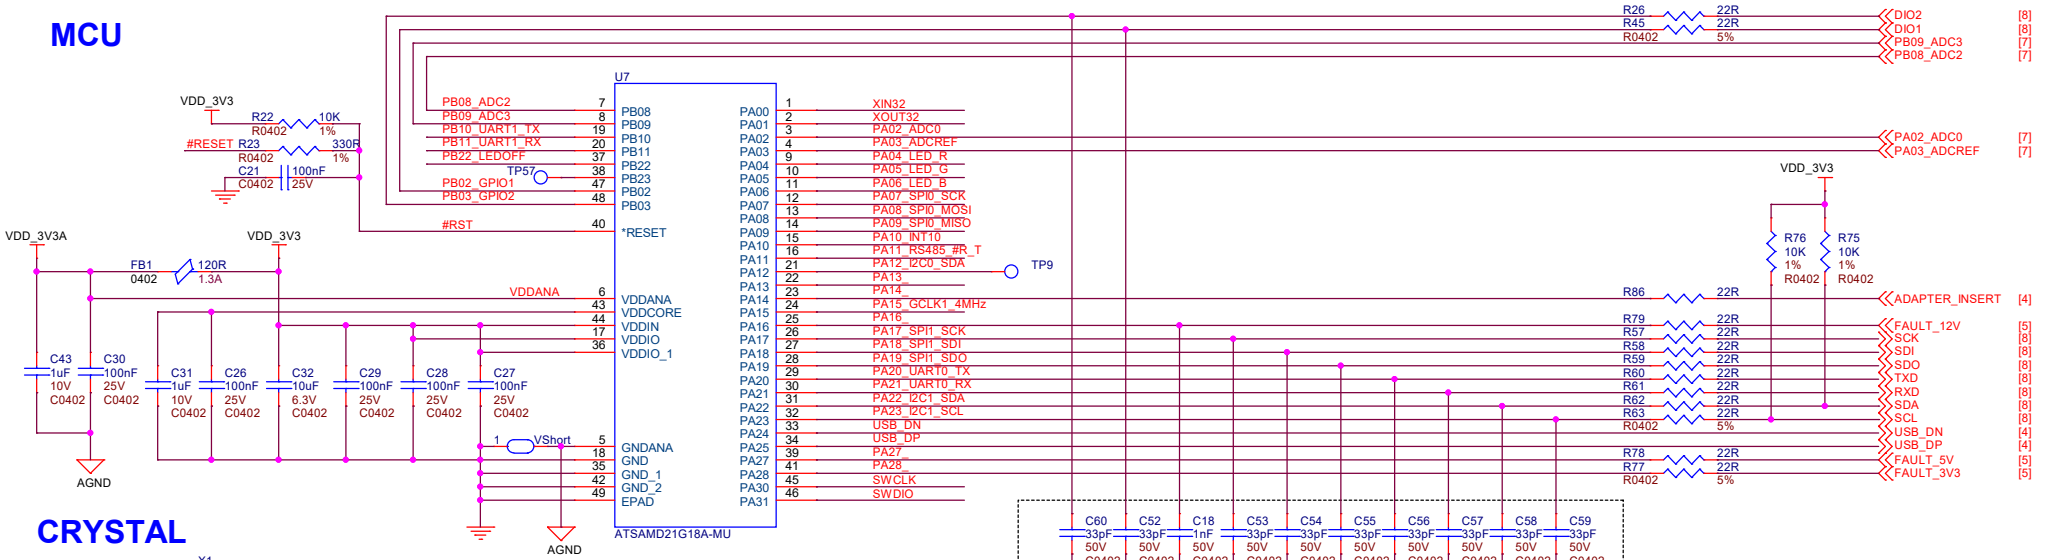 MCU
R26 22R DIO2 [8]
R45 22R DIO1 [8]
R0402 5% PB09_ADC3 [7]
PB08_ADC2 [7]
U7
VDD_3V3
R22 10K
R0402 1%
#RESET R23 330R
R0402 1%
C21 100nF
C0402 25V
PB08_ADC2 7 PB08
PB09_ADC3 8 PB09
PB10_UART1_TX 19 PB10
PB11_UART1_RX 20 PB11
PB22_LEDOFF 37 PB22
TP57 38 PB23
PB02_GPIO1 47 PB02
PB03_GPIO2 48 PB03
#RST 40 *RESET
VDD_3V3A VDD_3V3
FB1 120R
0402 1.3A
VDDANA 6 VDDANA
43 VDDCORE
44 VDDIN
17 VDDIO
36 VDDIO_1
C43 1uF 10V C0402
C30 100nF 25V C0402
C31 1uF 10V C0402
C26 100nF 25V C0402
C32 10uF 6.3V C0402
C29 100nF 25V C0402
C28 100nF 25V C0402
C27 100nF 25V C0402
1 VShort 5 GNDANA
18 GND
35 GND_1
42 GND_2
49 EPAD
AGND
AGND
ATSAMD21G18A-MU
PA00 1 XIN32
PA01 2 XOUT32
PA02 3 PA02_ADC0 PA02_ADC0 [7]
PA03 4 PA03_ADCREF PA03_ADCREF [7]
PA04 9 PA04_LED_R
PA05 10 PA05_LED_G
PA06 11 PA06_LED_B
PA07 12 PA07_SPI0_SCK
PA08 13 PA08_SPI0_MOSI
PA09 14 PA09_SPI0_MISO
PA10 15 PA10_INT10
PA11 16 PA11_RS485_#R_T
PA12 21 PA12_I2C0_SDA TP9
PA13 22 PA13_
PA14 23 PA14_ R86 22R ADAPTER_INSERT [4]
PA15 24 PA15_GCLK1_4MHz
PA16 25 PA16_ R79 22R FAULT_12V [5]
PA17 26 PA17_SPI1_SCK R57 22R SCK [8]
PA18 27 PA18_SPI1_SDI R58 22R SDI [8]
PA19 28 PA19_SPI1_SDO R59 22R SDO [8]
PA20 29 PA20_UART0_TX R60 22R TXD [8]
PA21 30 PA21_UART0_RX R61 22R RXD [8]
PA22 31 PA22_I2C1_SDA R62 22R SDA [8]
PA23 32 PA23_I2C1_SCL R63 22R SCL [8]
PA24 33 USB_DN R0402 5% USB_DN [4]
PA25 34 USB_DP USB_DP [4]
PA27 39 PA27_ R78 22R FAULT_5V [5]
PA28 41 PA28_ R77 22R FAULT_3V3 [5]
R0402 5%
PA30 45 SWCLK
PA31 46 SWDIO
VDD_3V3
R76 10K 1% R0402
R75 10K 1% R0402
C60 33pF 50V C0402
C52 33pF 50V C0402
C18 1nF 50V C0402
C53 33pF 50V C0402
C54 33pF 50V C0402
C55 33pF 50V C0402
C56 33pF 50V C0402
C57 33pF 50V C0402
C58 33pF 50V C0402
C59 33pF 50V C0402
CRYSTAL
X1